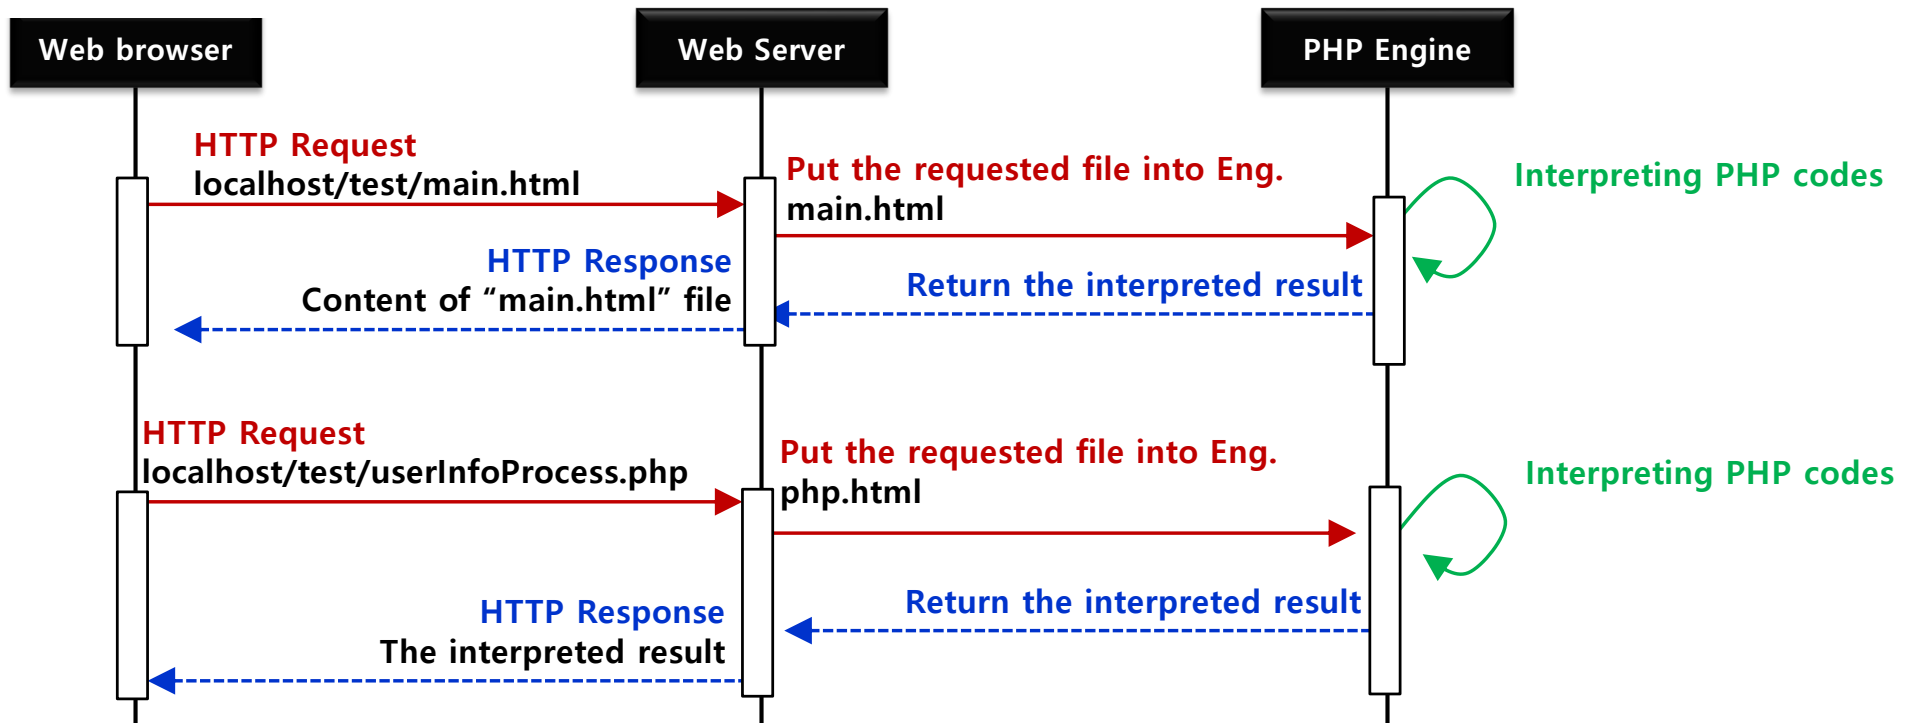 Web browser
Web Server
PHP Engine
HTTP Request
localhost/test/main.html
Put the requested file into Eng.
main.html
Interpreting PHP codes
HTTP Response
Content of “main.html” file
Return the interpreted result
HTTP Request
localhost/test/userInfoProcess.php
Put the requested file into Eng.
php.html
Interpreting PHP codes
HTTP Response
The interpreted result
Return the interpreted result